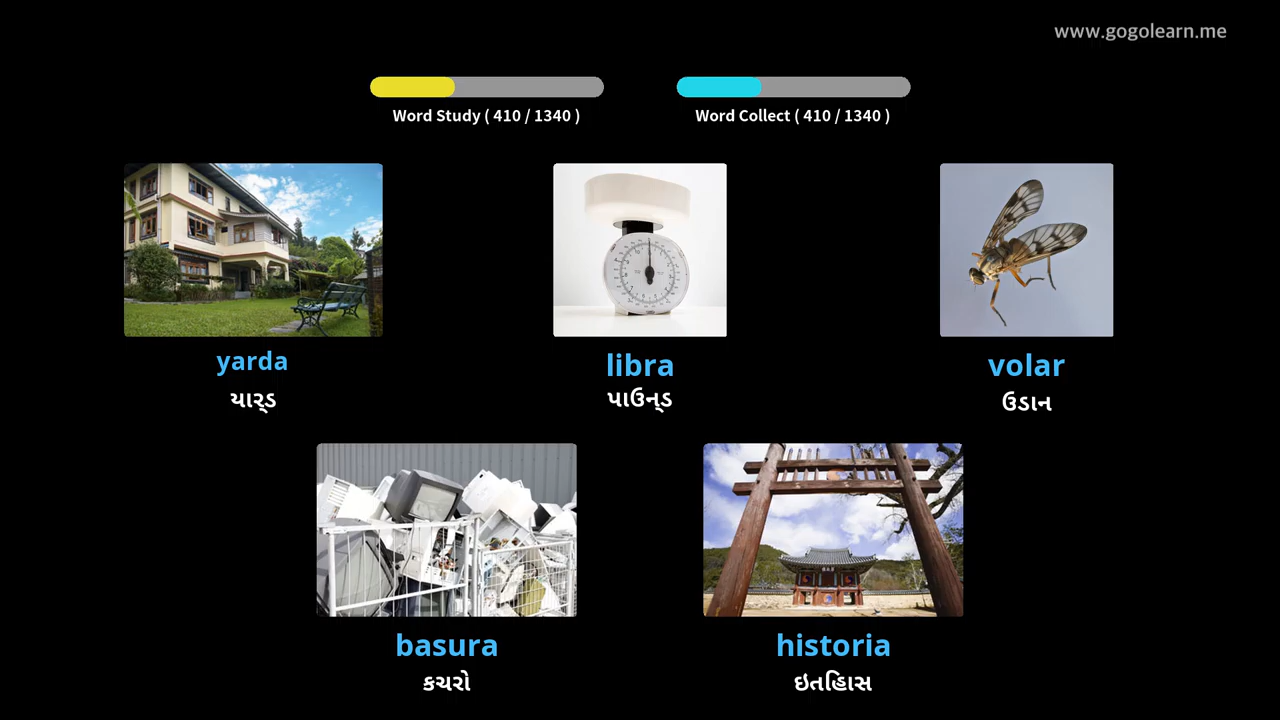 www.gogolearn.me
Word Study ( 410 / 1340 )
Word Collect ( 410 / 1340 )
yarda
યાર્ડ
libra
પાઉન્ડ
volar
ઉડાન
basura
કચરો
historia
ઇતિહાસ